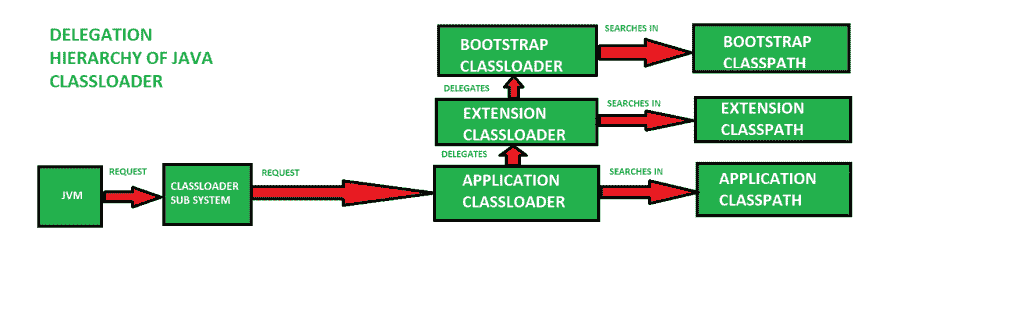 DELEGATION
HIERARCHY OF JAVA
CLASSLOADER
SEARCHES IN
BOOTSTRAP
CLASSLOADER
BOOTSTRAP
CLASSPATH
DELEGATES
SEARCHES IN
EXTENSION
CLASSLOADER
EXTENSION
CLASSPATH
DELEGATES
JVM
REQUEST
CLASSLOADER
SUB SYSTEM
REQUEST
APPLICATION
CLASSLOADER
SEARCHES IN
APPLICATION
CLASSPATH